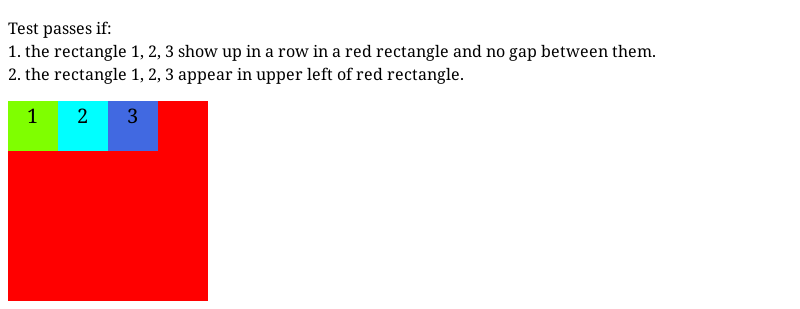 Test passes if:
1. the rectangle 1, 2, 3 show up in a row in a red rectangle and no gap between them.
2. the rectangle 1, 2, 3 appear in upper left of red rectangle.
1 2 3